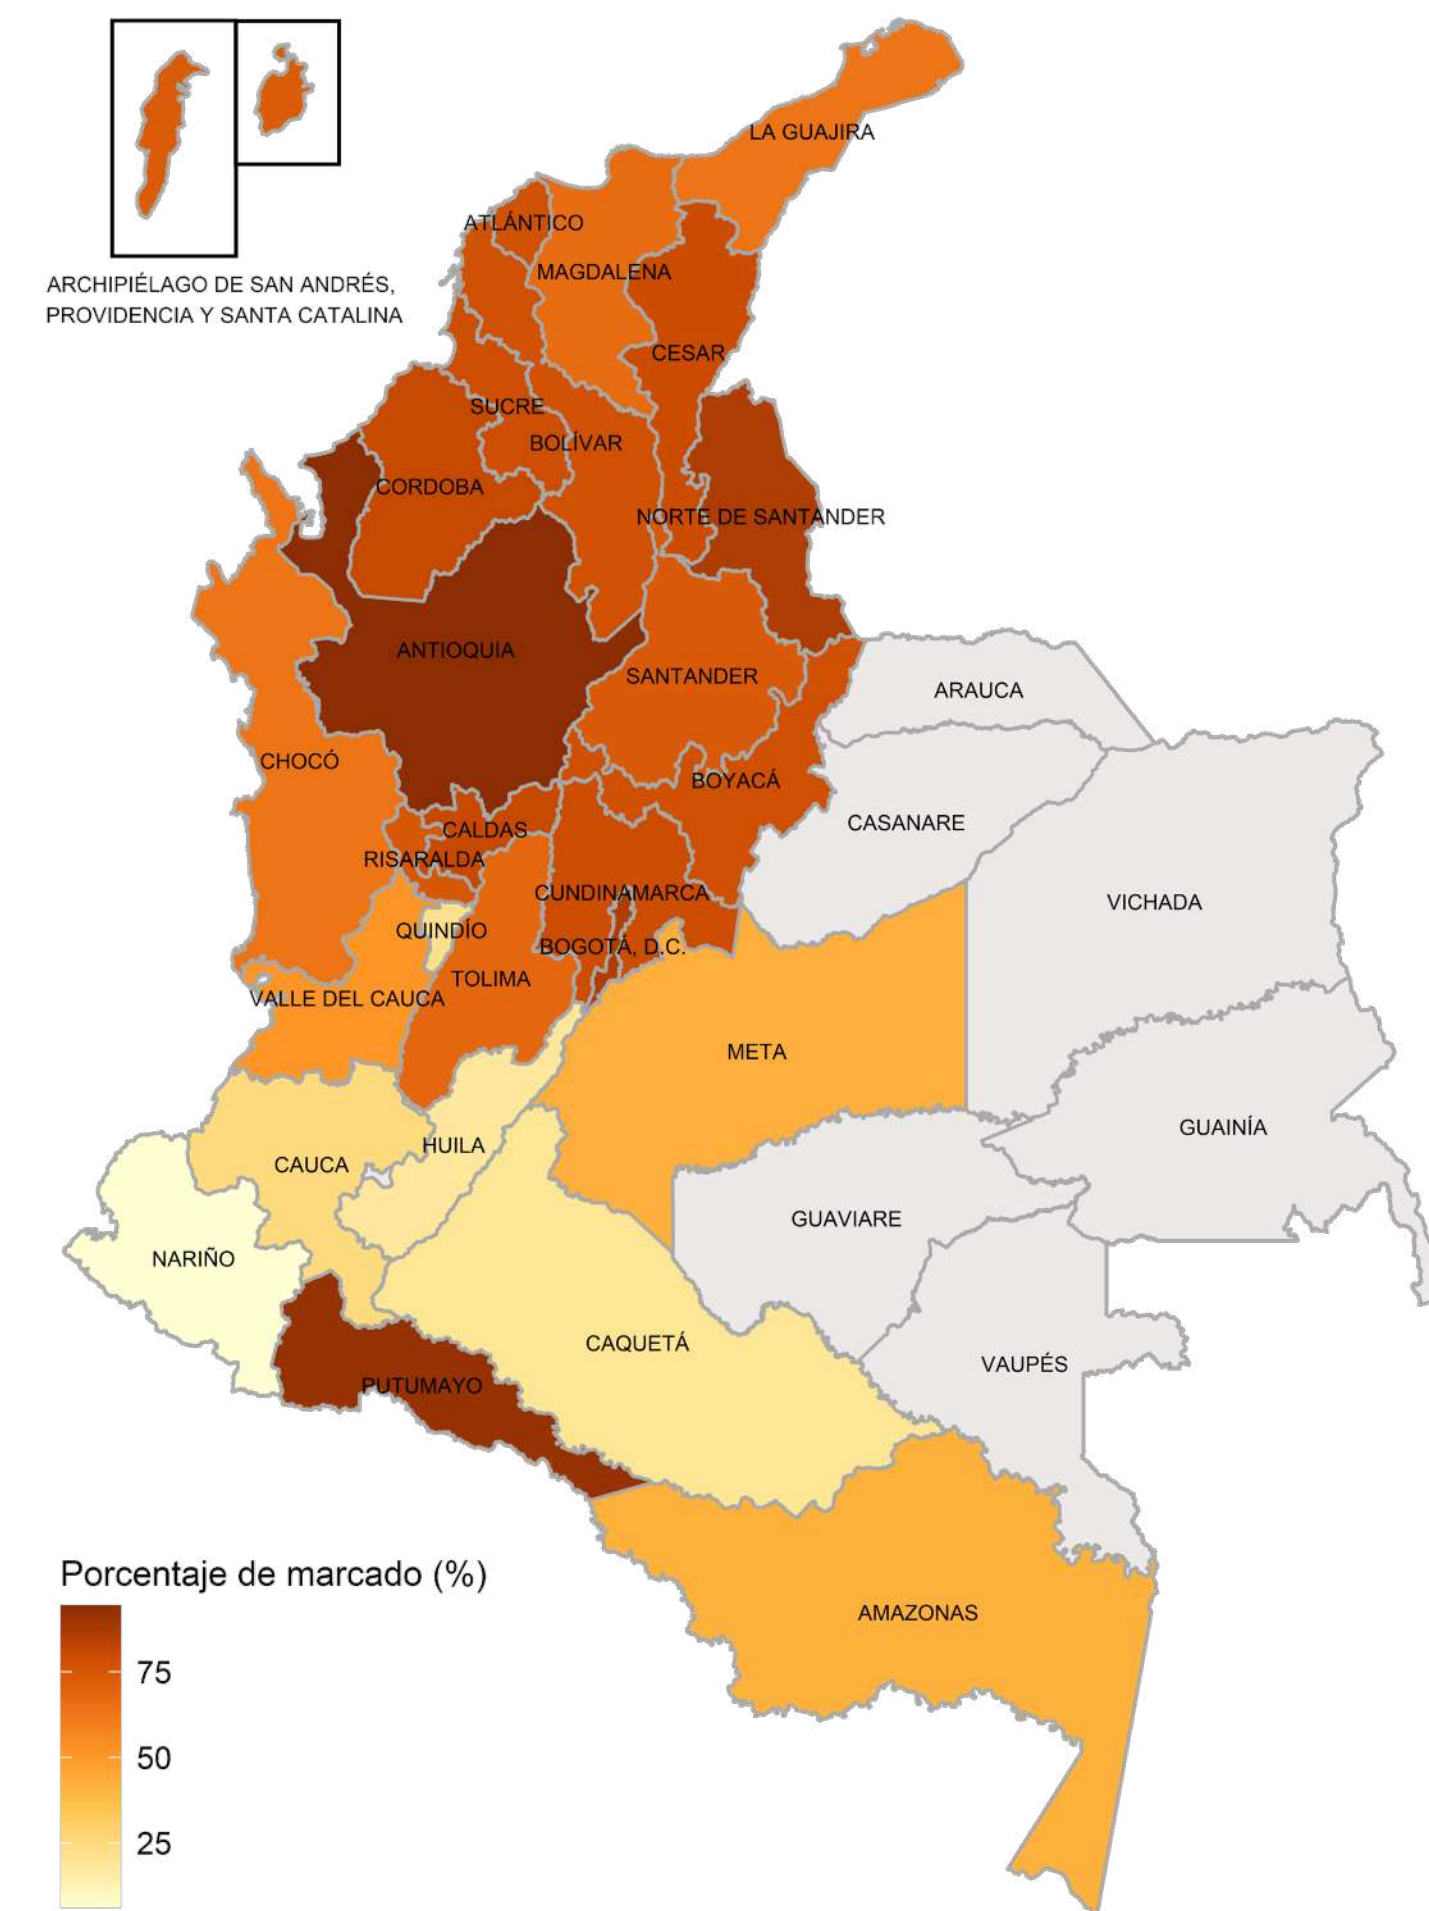 LA GUAJIRA
ATLÁNTICO
MAGDALENA
ARCHIPIÉLAGO DE SAN ANDRÉS,
PROVIDENCIA Y SANTA CATALINA
CESAR
SUCRE
BOLÍVAR
CORDOBA
NORTE DE SANTANDER
ANTIOQUIA
SANTANDER
ARAUCA
CHOCÓ
BOYACÁ
CASANARE
CALDAS
RISARALDA
CUNDINAMARCA
VICHADA
QUINDÍO
BOGOTÁ, D.C.
TOLIMA
VALLE DEL CAUCA
META
GUAINÍA
HUILA
CAUCA
GUAVIARE
NARIÑO
CAQUETÁ
VAUPÉS
PUTUMAYO
Porcentaje de marcado (%)
AMAZONAS
75
50
25